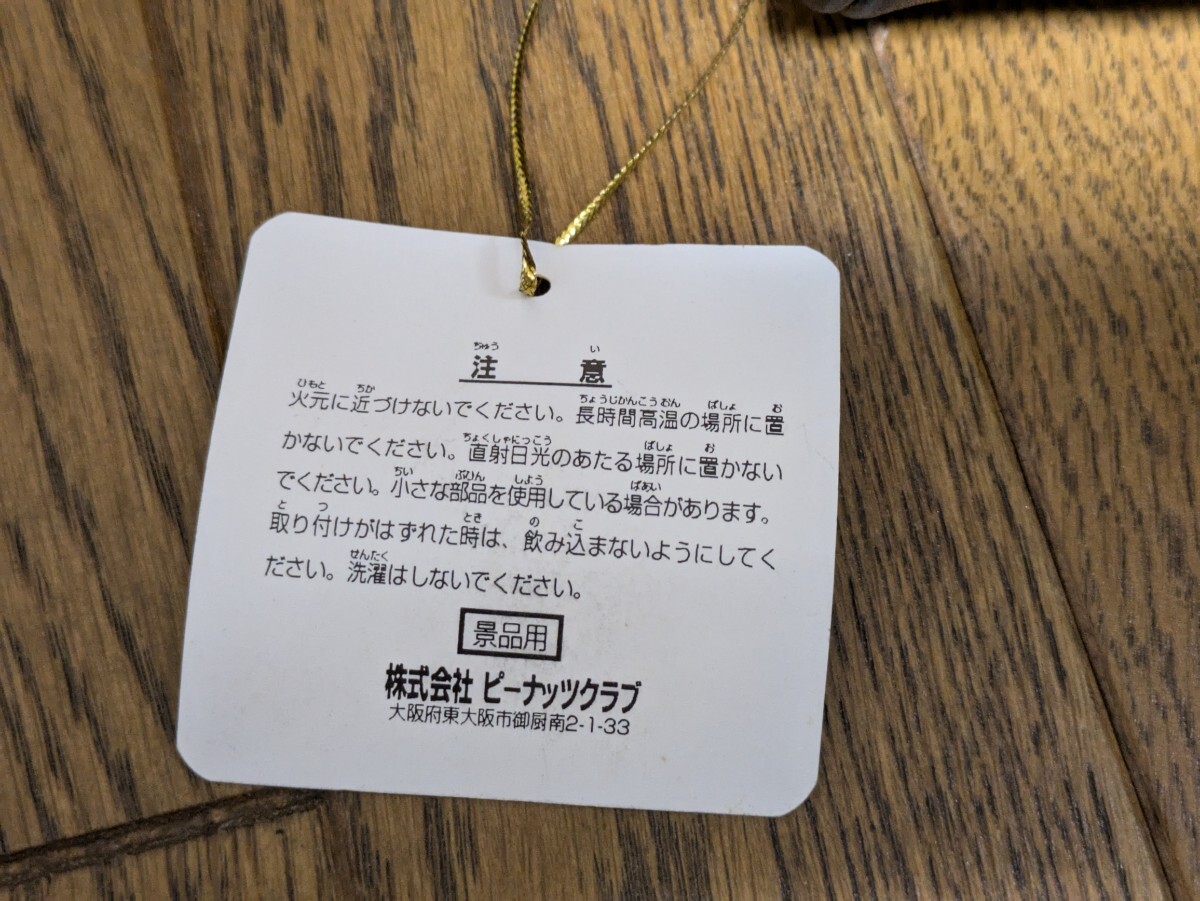 注意
火元に近づけないでください。長時間高温の場所に置
かないでください。直射日光のあたる場所に置かない
でください。小さな部品を使用している場合があります。
取り付けがはずれた時は、飲み込まないようにしてく
ださい。洗濯はしないでください。
景品用
株式会社 ピーナッツクラブ
大阪府東大阪市御厨南2-1-33